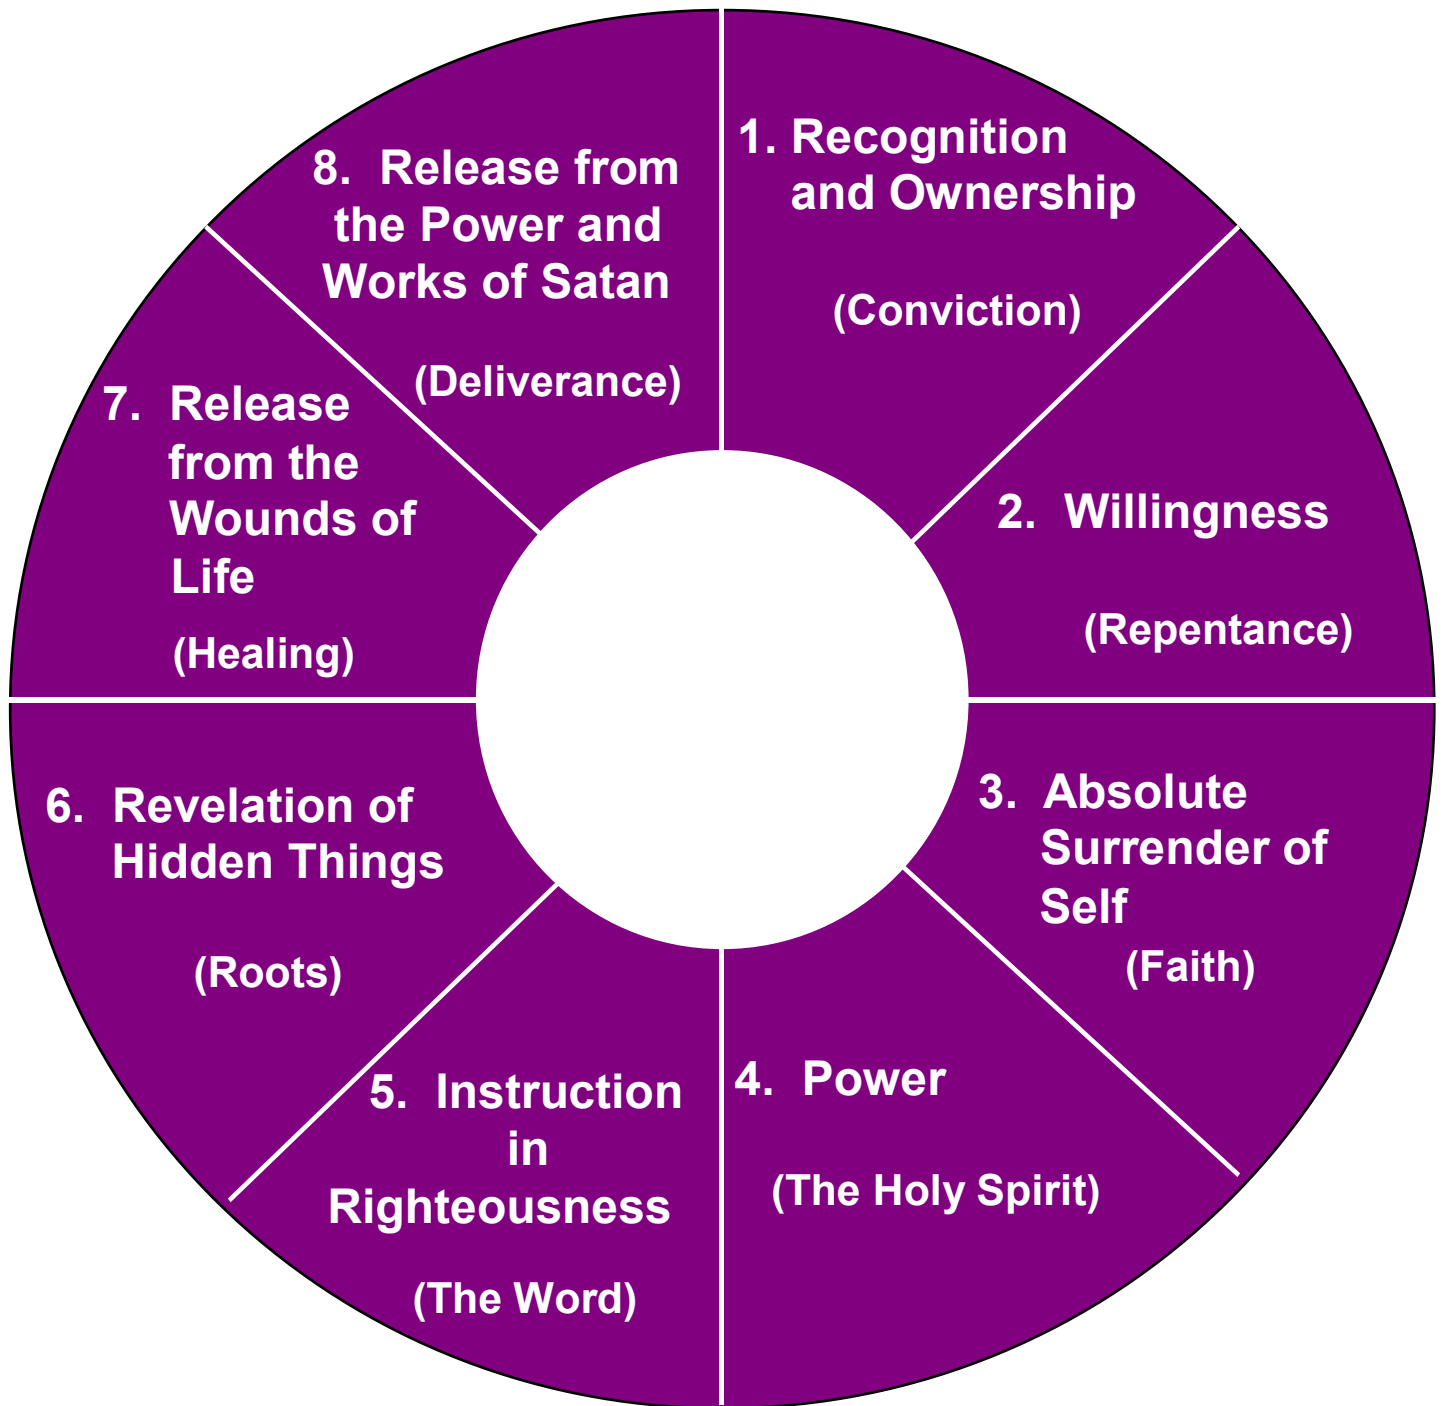 1. Recognition
and Ownership
(Conviction)
2. Willingness
(Repentance)
3. Absolute
Surrender of
Self
(Faith)
4. Power
(The Holy Spirit)
5. Instruction
in
Righteousness
(The Word)
6. Revelation of
Hidden Things
(Roots)
7. Release
from the
Wounds of
Life
(Healing)
8. Release from
the Power and
Works of Satan
(Deliverance)